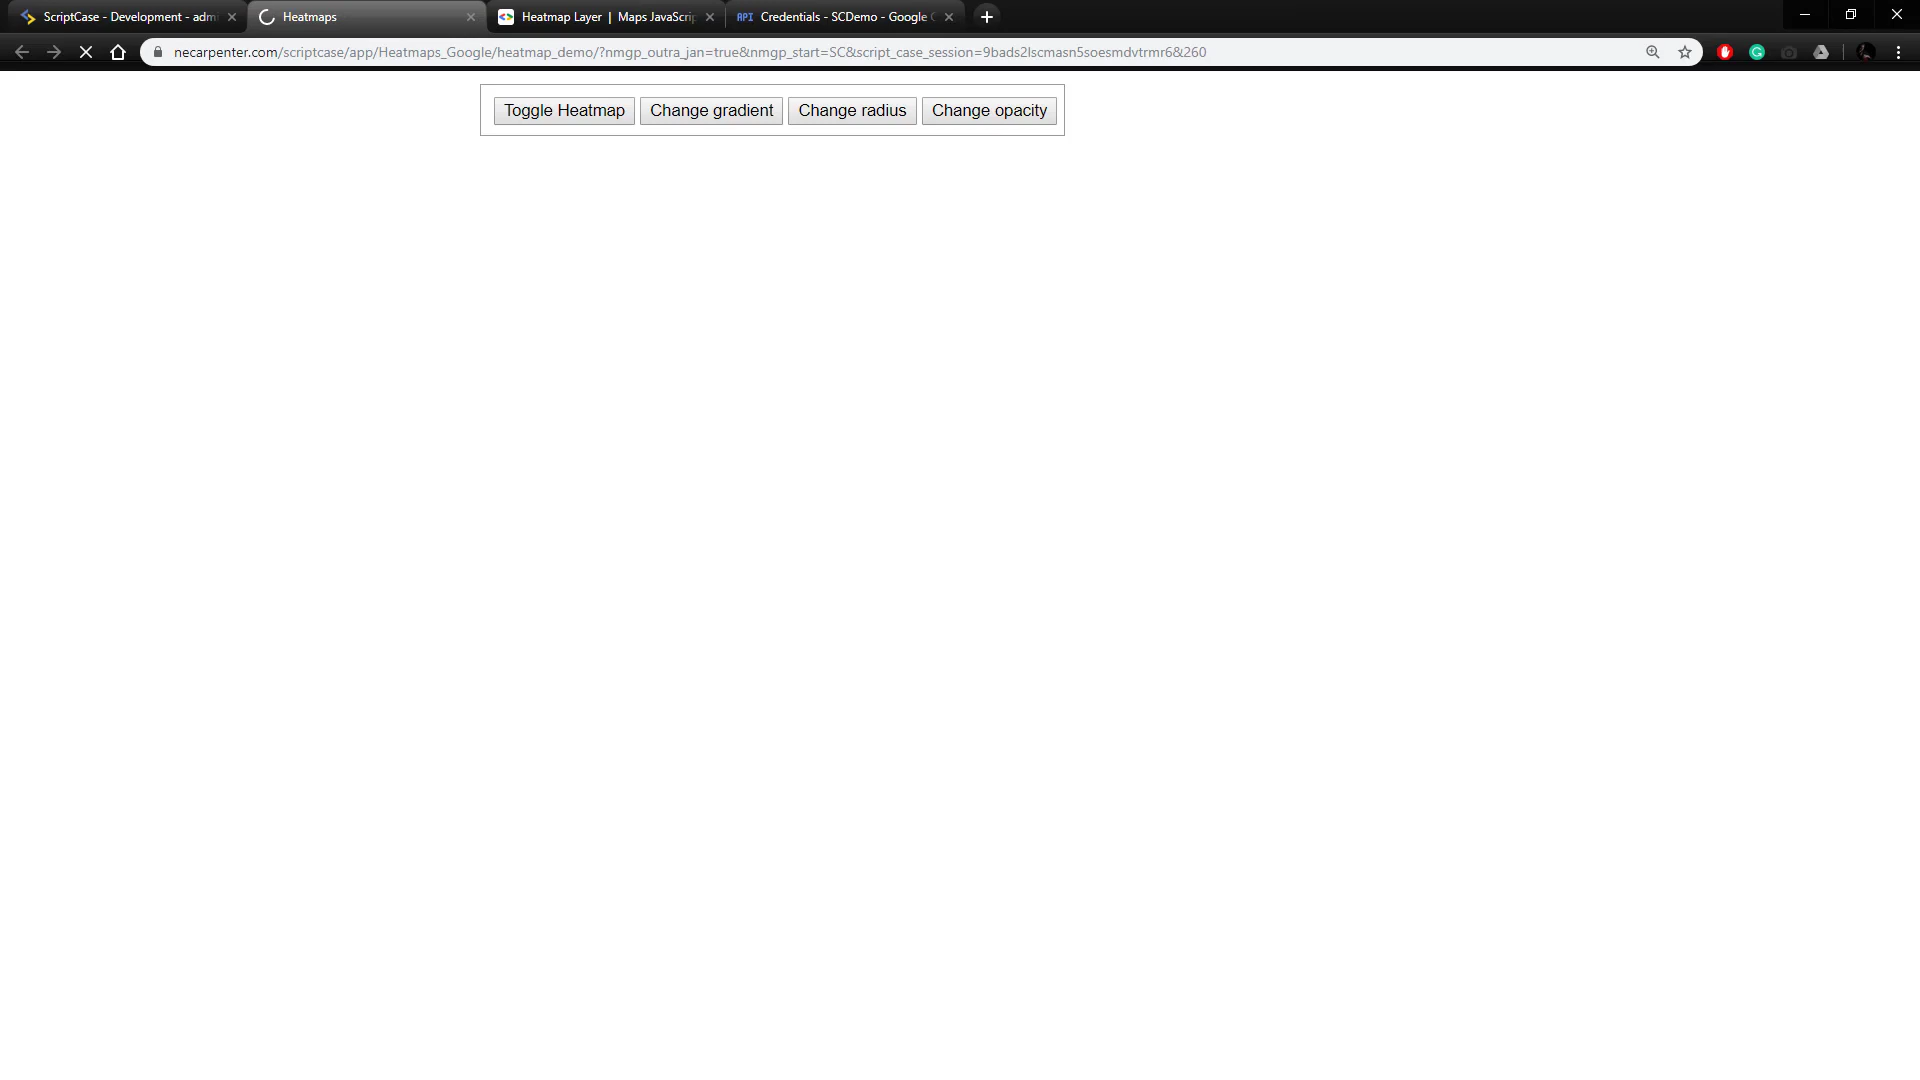 ScriptCase - Development - admi
Heatmaps
Heatmap Layer | Maps JavaScrip
API Credentials - SCDemo - Google C
necarpenter.com/scriptcase/app/Heatmaps_Google/heatmap_demo/?nmgp_outra_jan=true&nmgp_start=SC&script_case_session=9bads2lscmasn5soesmdvtrmr6&260
Toggle Heatmap Change gradient Change radius Change opacity